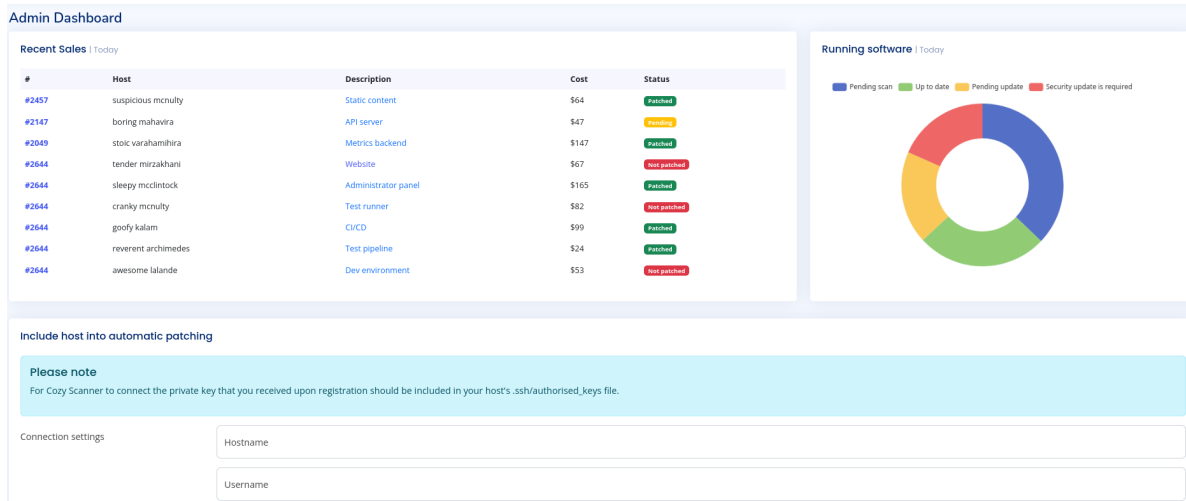 Admin Dashboard
Recent Sales | Today
# Host Description Cost Status
#2457 suspicious mcnulty Static content $64 Patched
#2147 boring mahavira API server $47 Pending
#2049 stoic varahamihira Metrics backend $147 Patched
#2644 tender mirzakhani Website $67 Not patched
#2644 sleepy mcclintock Administrator panel $165 Patched
#2644 cranky mcnulty Test runner $82 Not patched
#2644 goofy kalam CI/CD $99 Patched
#2644 reverent archimedes Test pipeline $24 Patched
#2644 awesome lalande Dev environment $53 Not patched
Running software | Today
Pending scan Up to date Pending update Security update is required
Include host into automatic patching
Please note
For Cozy Scanner to connect the private key that you received upon registration should be included in your host's .ssh/authorised_keys file.
Connection settings
Hostname
Username